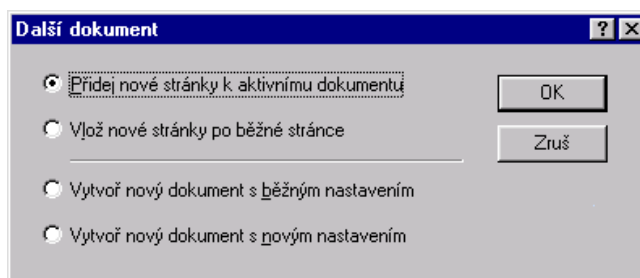 Další dokument
Přidej nové stránky k aktivnímu dokumentu
OK
Vlož nové stránky po běžné stránce
Zruš
Vytvoř nový dokument s běžným nastavením
Vytvoř nový dokument s novým nastavením